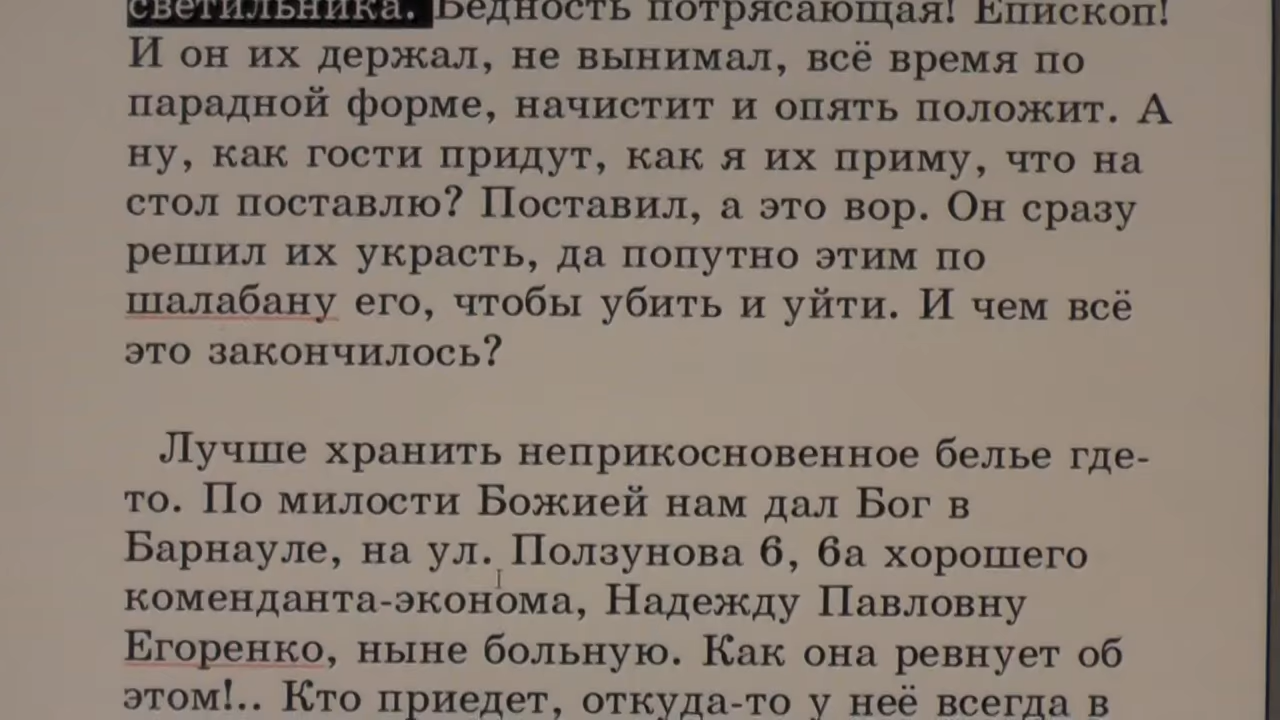 светильника. Бедность потрясающая! Епископ!
И он их держал, не вынимал, всё время по
парадной форме, начистит и опять положит. А
ну, как гости придут, как я их приму, что на
стол поставлю? Поставил, а это вор. Он сразу
решил их украсть, да попутно этим по
шалабану его, чтобы убить и уйти. И чем всё
это закончилось?
Лучше хранить неприкосновенное белье где-
то. По милости Божией нам дал Бог в
Барнауле, на ул. Ползунова 6, 6а хорошего
коменданта-эконома, Надежду Павловну
Егоренко, ныне больную. Как она ревнует об
этом!.. Кто приедет, откуда-то у неё всегда в